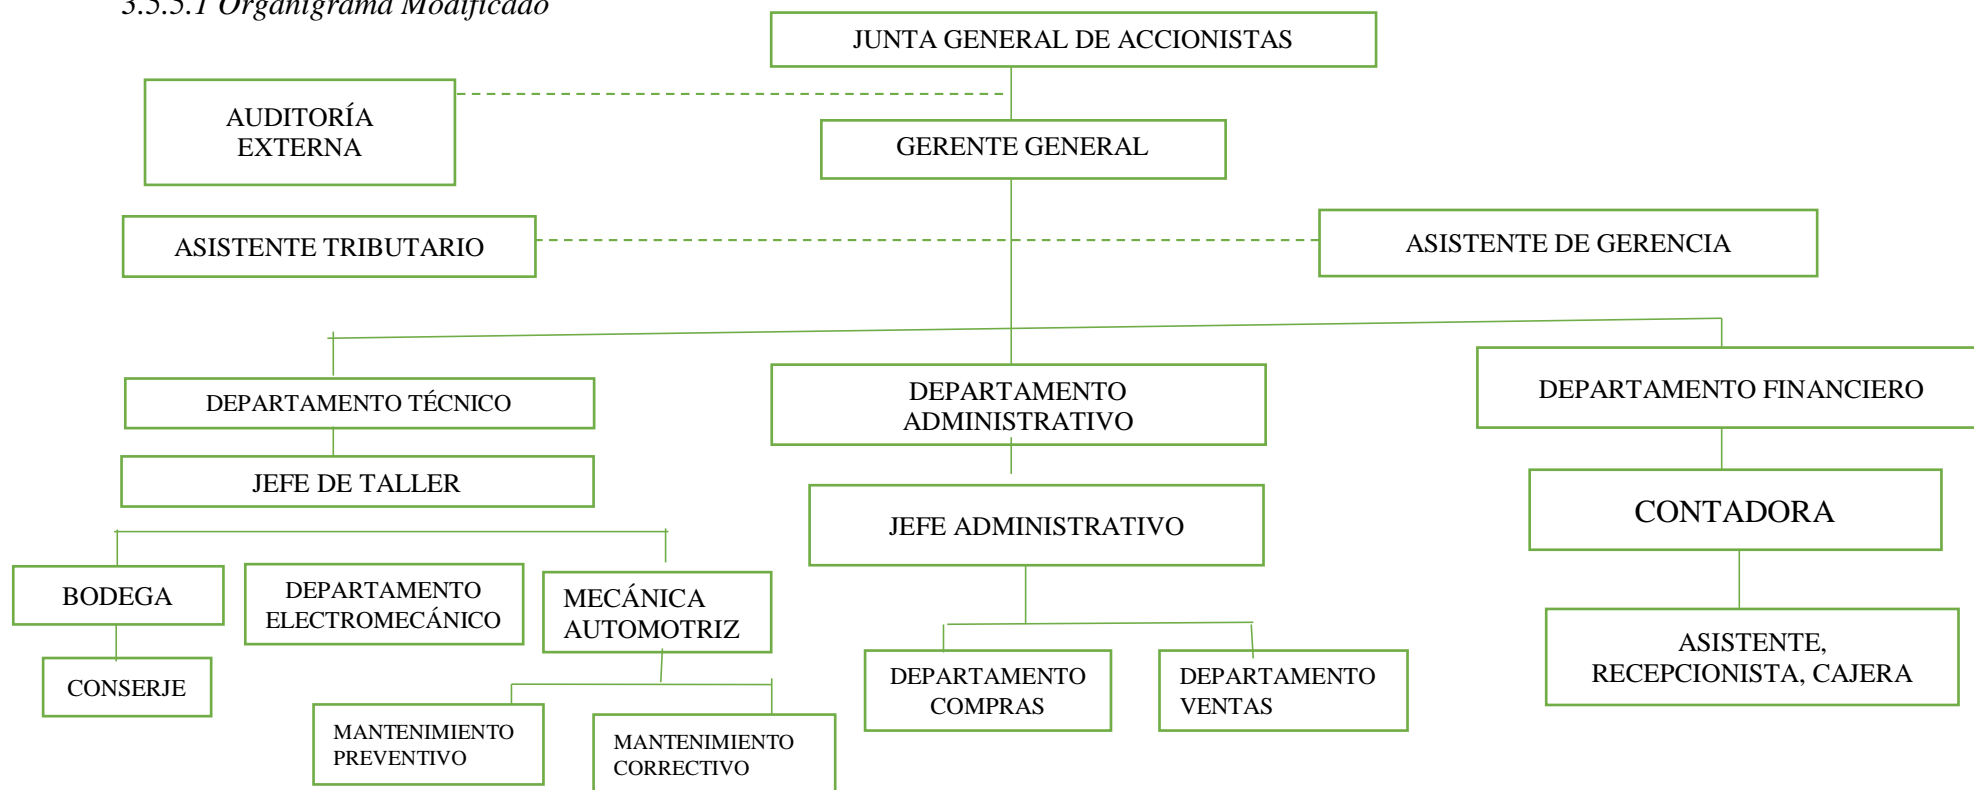 3.5.5.1 Organigrama Modificado
JUNTA GENERAL DE ACCIONISTAS
AUDITORÍA
EXTERNA
GERENTE GENERAL
ASISTENTE TRIBUTARIO
ASISTENTE DE GERENCIA
DEPARTAMENTO TÉCNICO
DEPARTAMENTO
ADMINISTRATIVO
DEPARTAMENTO FINANCIERO
JEFE DE TALLER
JEFE ADMINISTRATIVO
CONTADORA
BODEGA
DEPARTAMENTO
ELECTROMECÁNICO
MECÁNICA
AUTOMOTRIZ
CONSERJE
MANTENIMIENTO
PREVENTIVO
MANTENIMIENTO
CORRECTIVO
DEPARTAMENTO
COMPRAS
DEPARTAMENTO
VENTAS
ASISTENTE,
RECEPCIONISTA, CAJERA